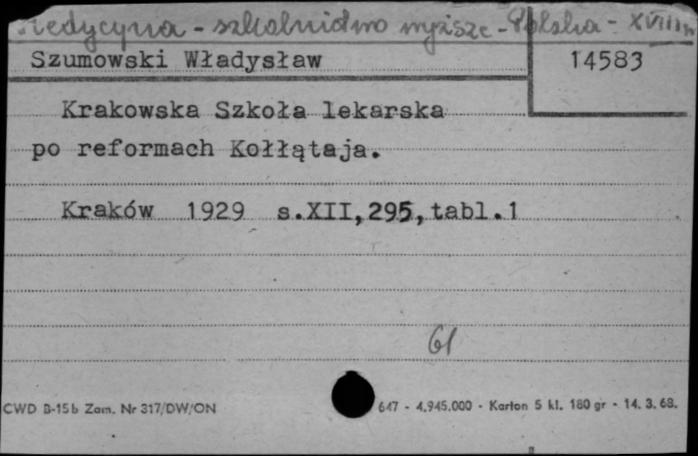 Medycyna - szkolnictwo wyższe - Polska - XVIII w
Szumowski Władysław 14583
Krakowska Szkoła lekarska
po reformach Kołłątaja.
Kraków 1929 s.XII,295,tabl.1
61
CWD B-15b Zam. Nr 317/DW/ON 647 - 4.945.000 - Karton 5 kl. 180 gr - 14. 3. 68.